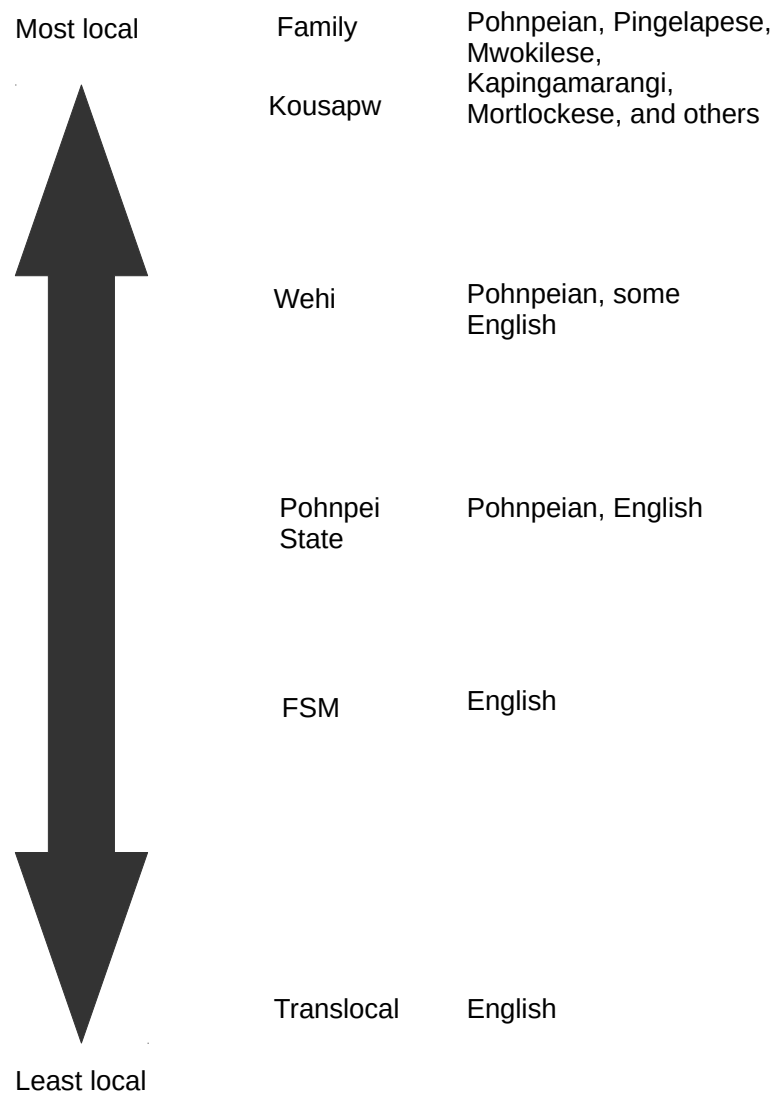 Most local
Family
Pohnpeian, Pingelapese,
Mwokilese,
Kapingamarangi,
Mortlockese, and others
Kousapw
Wehi
Pohnpeian, some
English
Pohnpei
State
Pohnpeian, English
FSM
English
Translocal
English
Least local